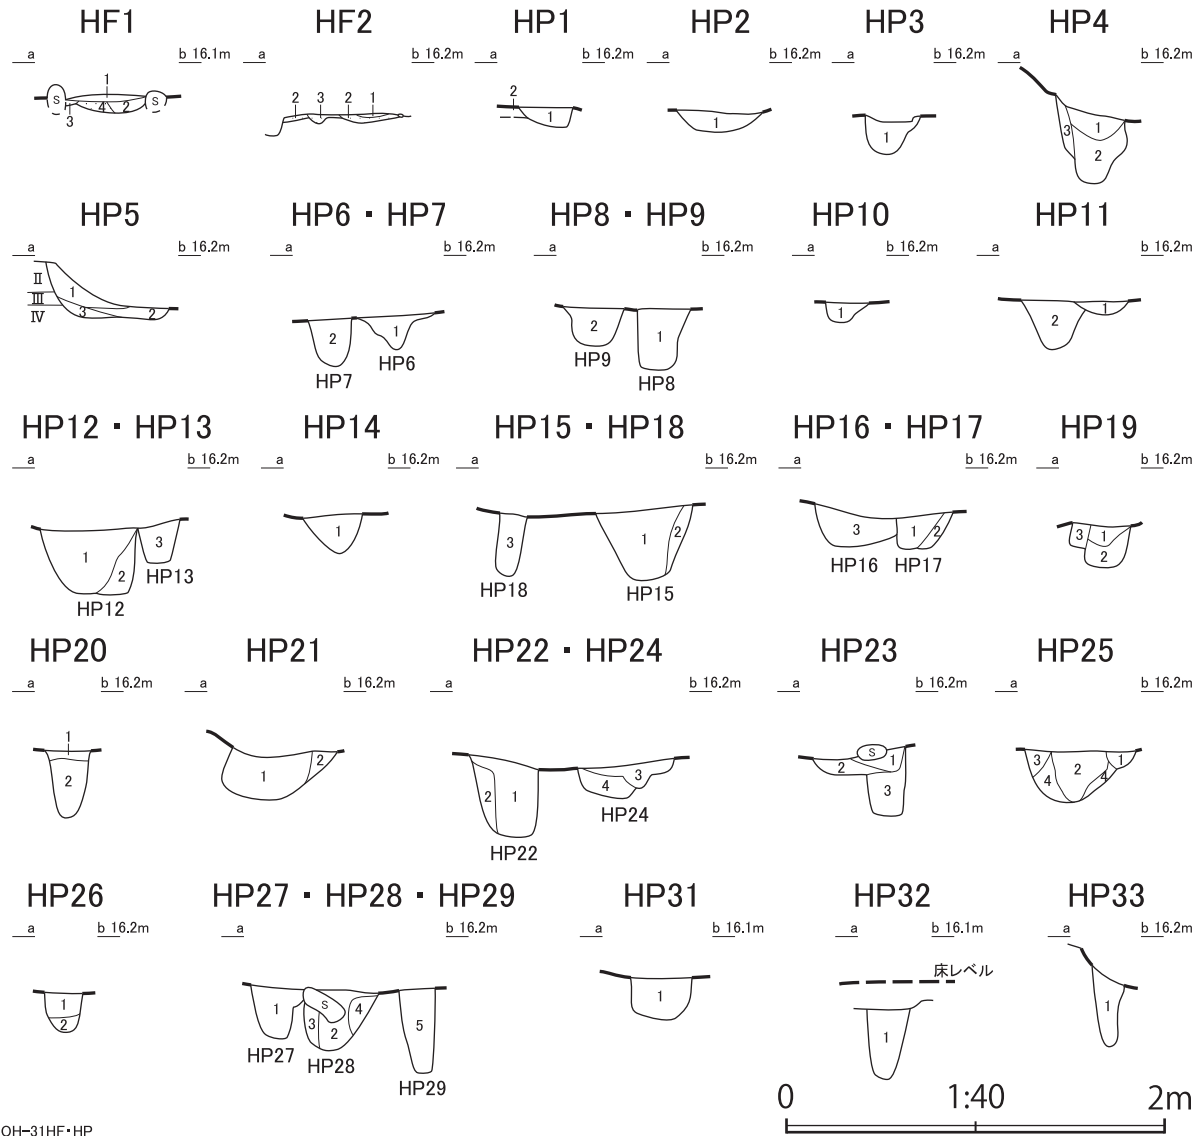 HF1 HF2 HP1 HP2 HP3 HP4
a b 16.1m a b 16.2m a b 16.2m a b 16.2m a b 16.2m a b 16.2m
S 1 4 2 S 3
2 3 2 1
2 1
1
1
3 1 2
HP5 HP6・HP7 HP8・HP9 HP10 HP11
a b 16.2m a b 16.2m a b 16.2m a b 16.2m a b 16.2m
Ⅱ 1
Ⅲ 3 2
Ⅳ
2 1 HP7 HP6
2 1 HP9 HP8
1
2 1
HP12・HP13 HP14 HP15・HP18 HP16・HP17 HP19
a b 16.2m a b 16.2m a b 16.2m a b 16.2m a b 16.2m
1 2 3 HP12 HP13
1
3 1 2 HP18 HP15
3 1 2 HP16 HP17
3 1 2
HP20 HP21 HP22・HP24 HP23 HP25
a b 16.2m a b 16.2m a b 16.2m a b 16.2m a b 16.2m
1 2
1 2
2 1 4 3 HP22 HP24
S 1 2 3
3 4 2 4 1
HP26 HP27・HP28・HP29 HP31 HP32 HP33
a b 16.2m a b 16.2m a b 16.1m a b 16.1m a b 16.2m
1 2
1 S 3 2 4 5 HP27 HP28 HP29
1
床レベル
1
1
0 1:40 2m
OH-31HF・HP